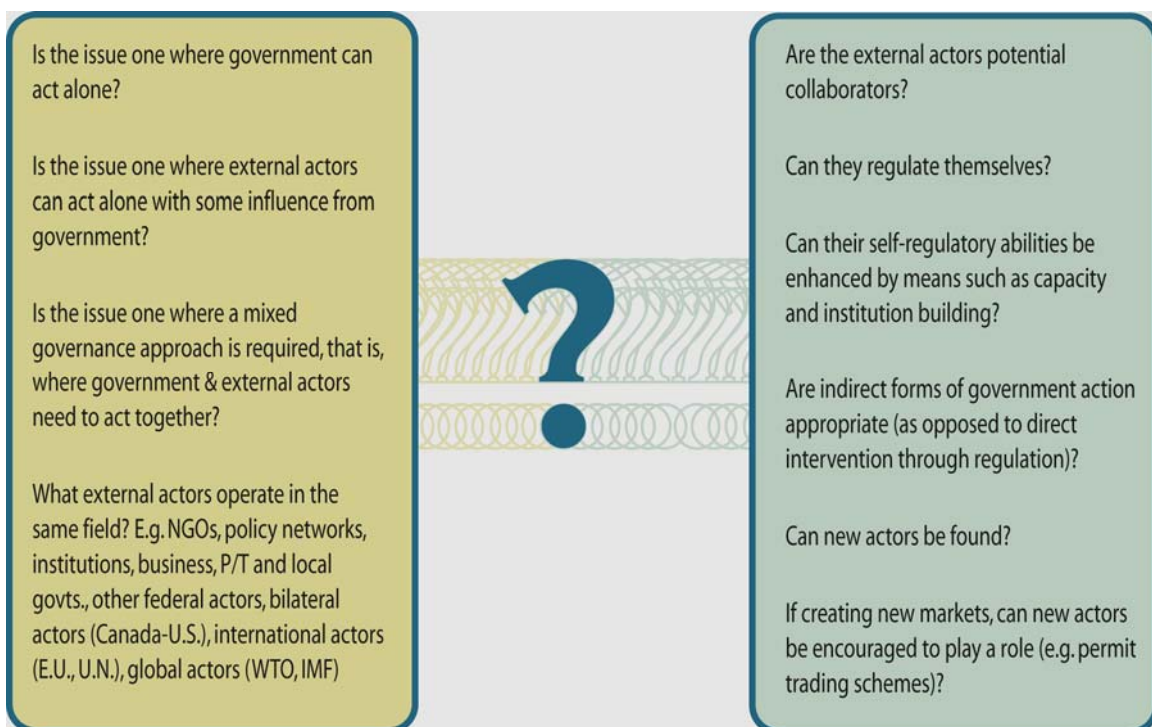 Is the issue one where government can
act alone?
Is the issue one where external actors
can act alone with some influence from
government?
Is the issue one where a mixed
governance approach is required, that is,
where government & external actors
need to act together?
What external actors operate in the
same field? E.g. NGOs, policy networks,
institutions, business, P/T and local
govts., other federal actors, bilateral
actors (Canada-U.S.), international actors
(E.U., U.N.), global actors (WTO, IMF)
?
Are the external actors potential
collaborators?
Can they regulate themselves?
Can their self-regulatory abilities be
enhanced by means such as capacity
and institution building?
Are indirect forms of government action
appropriate (as opposed to direct
intervention through regulation)?
Can new actors be found?
If creating new markets, can new actors
be encouraged to play a role (e.g. permit
trading schemes)?